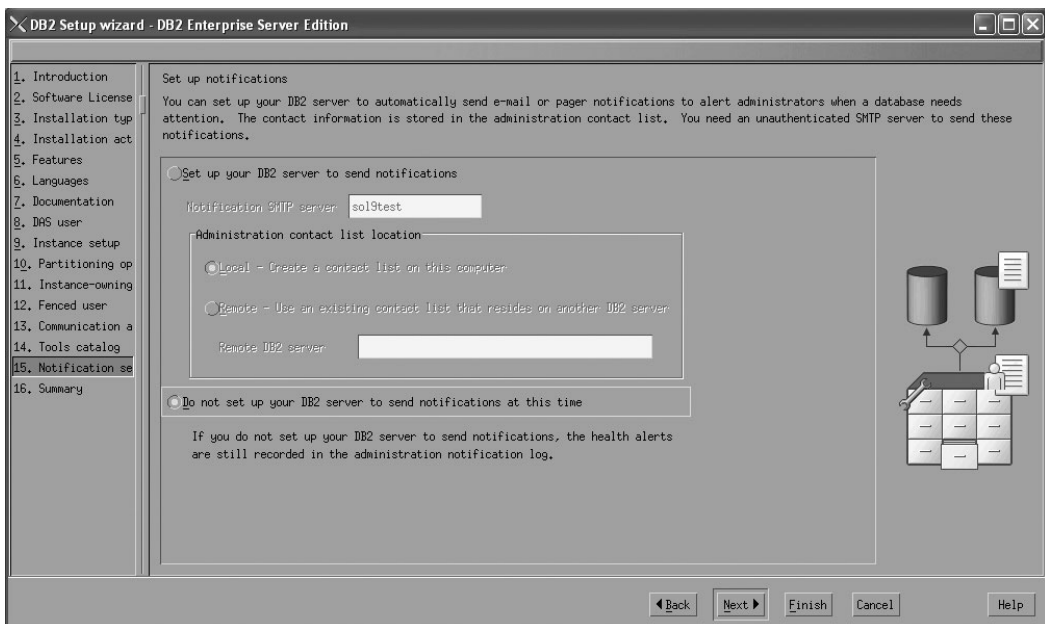 DB2 Setup wizard - DB2 Enterprise Server Edition
1. Introduction
2. Software License
3. Installation typ
4. Installation act
5. Features
6. Languages
7. Documentation
8. DAS user
9. Instance setup
10. Partitioning op
11. Instance-owning
12. Fenced user
13. Communication a
14. Tools catalog
15. Notification se
16. Summary
Set up notifications
You can set up your DB2 server to automatically send e-mail or pager notifications to alert administrators when a database needs
attention. The contact information is stored in the administration contact list. You need an unauthenticated SMTP server to send these
notifications.
Set up your DB2 server to send notifications
Notification SMTP server sol9test
Administration contact list location
Local - Create a contact list on this computer
Remote - Use an existing contact list that resides on another DB2 server
Remote DB2 server
Do not set up your DB2 server to send notifications at this time
If you do not set up your DB2 server to send notifications, the health alerts
are still recorded in the administration notification log.
Back Next Finish Cancel Help